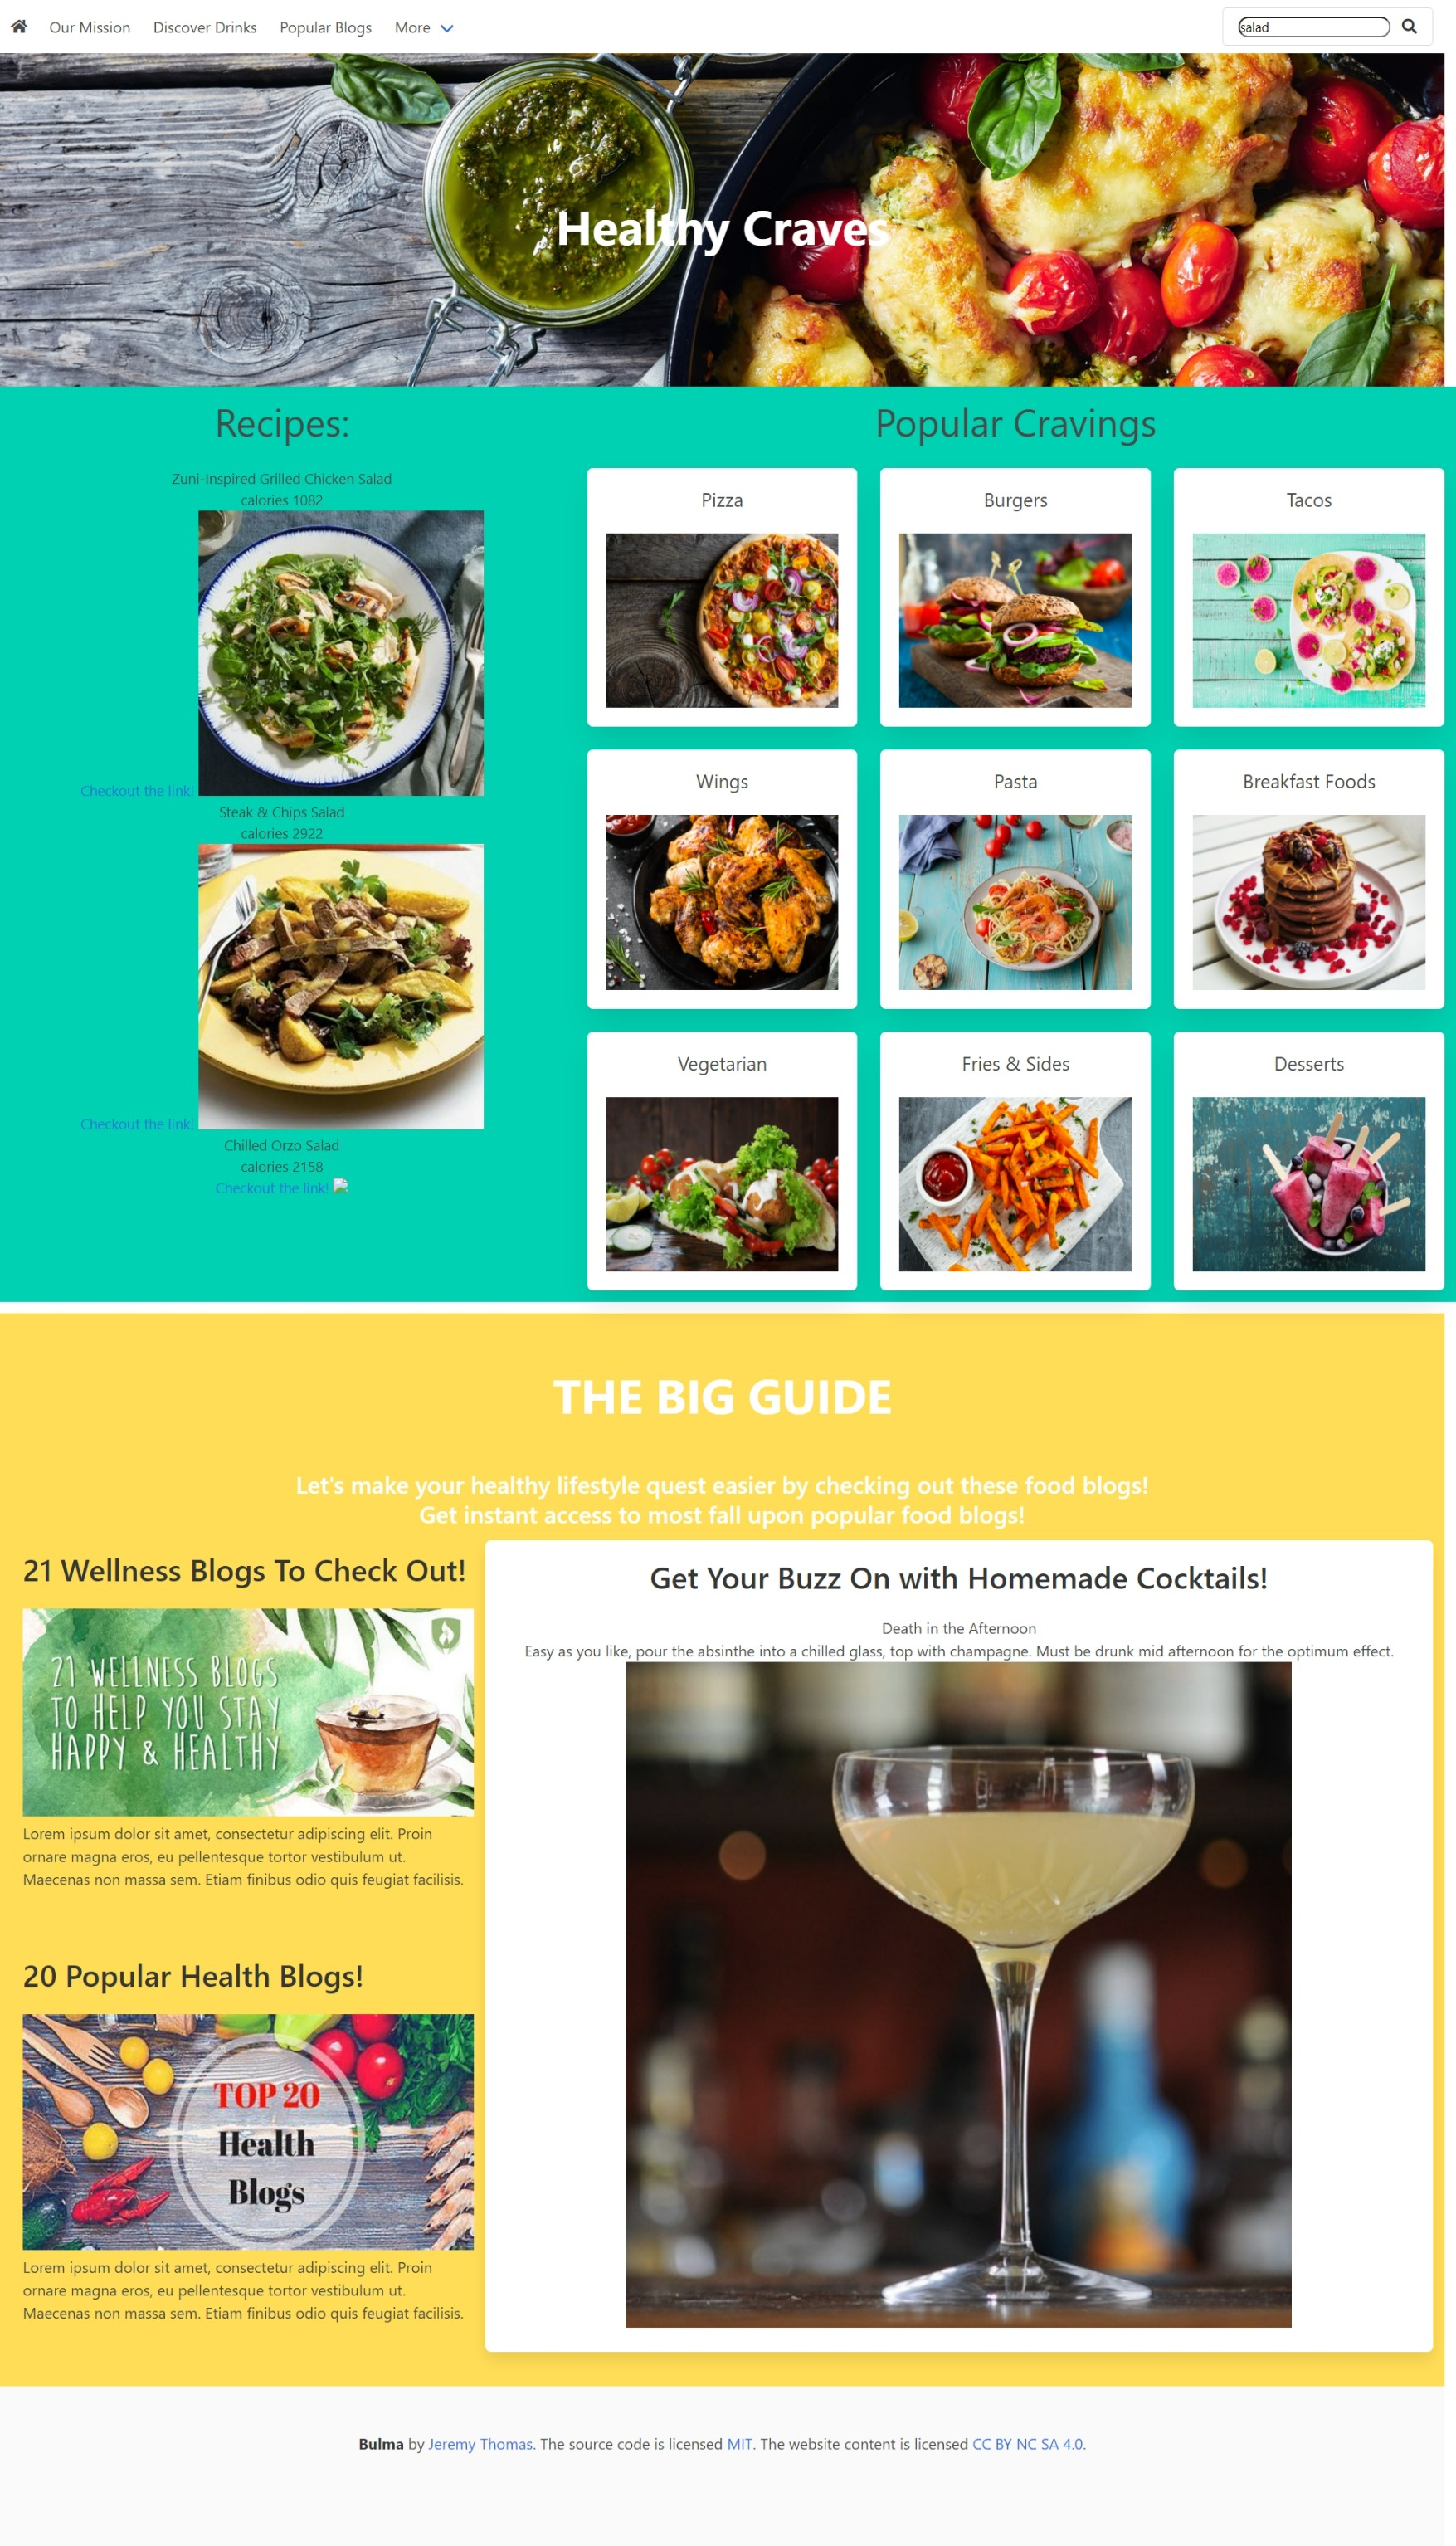 Our Mission
Discover Drinks
Popular Blogs
More
salad
Healthy Craves
Recipes:
Zuni-Inspired Grilled Chicken Salad
calories 1082
Checkout the link!
Steak & Chips Salad
calories 2922
Checkout the link!
Chilled Orzo Salad
calories 2158
Checkout the link!
Popular Cravings
Pizza
Burgers
Tacos
Wings
Pasta
Breakfast Foods
Vegetarian
Fries & Sides
Desserts
THE BIG GUIDE
Let's make your healthy lifestyle quest easier by checking out these food blogs!
Get instant access to most fall upon popular food blogs!
21 Wellness Blogs To Check Out!
21 WELLNESS BLOGS
TO HELP YOU STAY
HAPPY & HEALTHY
Lorem ipsum dolor sit amet, consectetur adipiscing elit. Proin
ornare magna eros, eu pellentesque tortor vestibulum ut.
Maecenas non massa sem. Etiam finibus odio quis feugiat facilisis.
20 Popular Health Blogs!
TOP 20
Health
Blogs
Lorem ipsum dolor sit amet, consectetur adipiscing elit. Proin
ornare magna eros, eu pellentesque tortor vestibulum ut.
Maecenas non massa sem. Etiam finibus odio quis feugiat facilisis.
Get Your Buzz On with Homemade Cocktails!
Death in the Afternoon
Easy as you like, pour the absinthe into a chilled glass, top with champagne. Must be drunk mid afternoon for the optimum effect.
Bulma by Jeremy Thomas. The source code is licensed MIT. The website content is licensed CC BY NC SA 4.0.